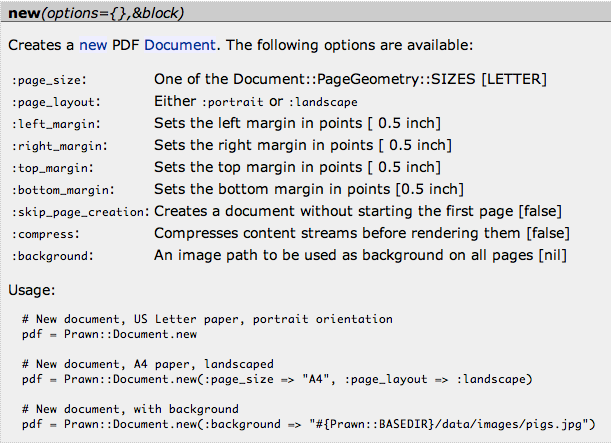 new(options={},&block)
Creates a new PDF Document. The following options are available:
:page_size: One of the Document::PageGeometry::SIZES [LETTER]
:page_layout: Either :portrait or :landscape
:left_margin: Sets the left margin in points [ 0.5 inch]
:right_margin: Sets the right margin in points [ 0.5 inch]
:top_margin: Sets the top margin in points [ 0.5 inch]
:bottom_margin: Sets the bottom margin in points [0.5 inch]
:skip_page_creation: Creates a document without starting the first page [false]
:compress: Compresses content streams before rendering them [false]
:background: An image path to be used as background on all pages [nil]
Usage:
# New document, US Letter paper, portrait orientation
pdf = Prawn::Document.new
# New document, A4 paper, landscaped
pdf = Prawn::Document.new(:page_size => "A4", :page_layout => :landscape)
# New document, with background
pdf = Prawn::Document.new(:background => "#{Prawn::BASEDIR}/data/images/pigs.jpg")